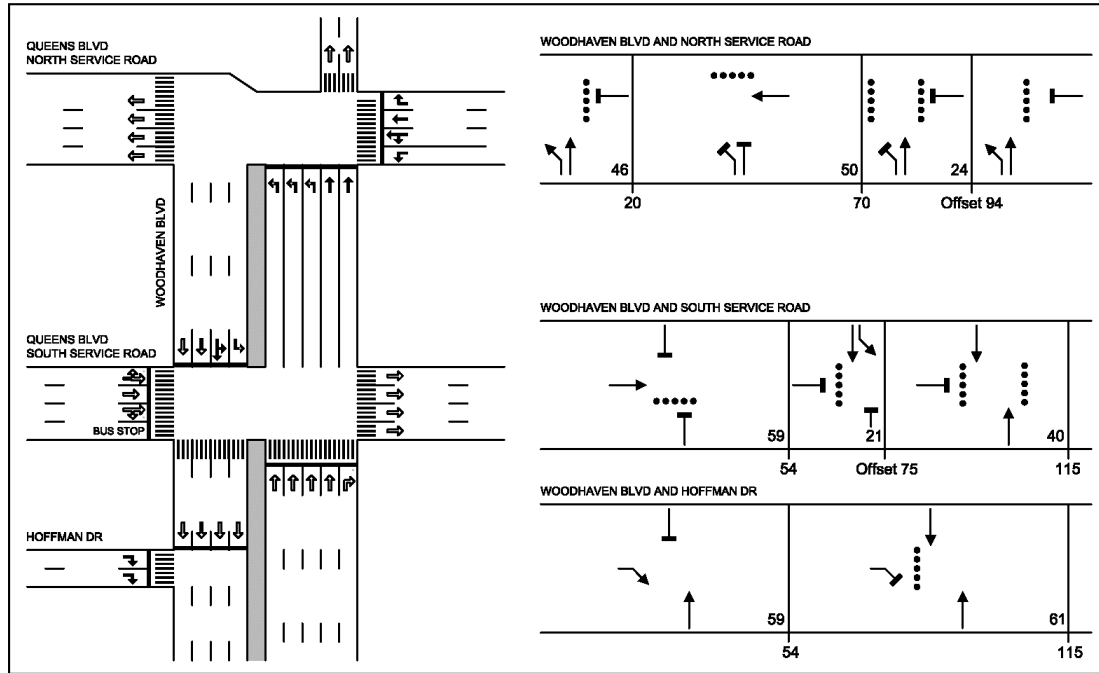 QUEENS BLVD
NORTH SERVICE ROAD
WOODHAVEN BLVD
QUEENS BLVD
SOUTH SERVICE ROAD
BUS STOP
HOFFMAN DR
WOODHAVEN BLVD AND NORTH SERVICE ROAD
46 50 24
20 70 Offset 94
WOODHAVEN BLVD AND SOUTH SERVICE ROAD
59 21 40
54 Offset 75 115
WOODHAVEN BLVD AND HOFFMAN DR
59 61
54 115